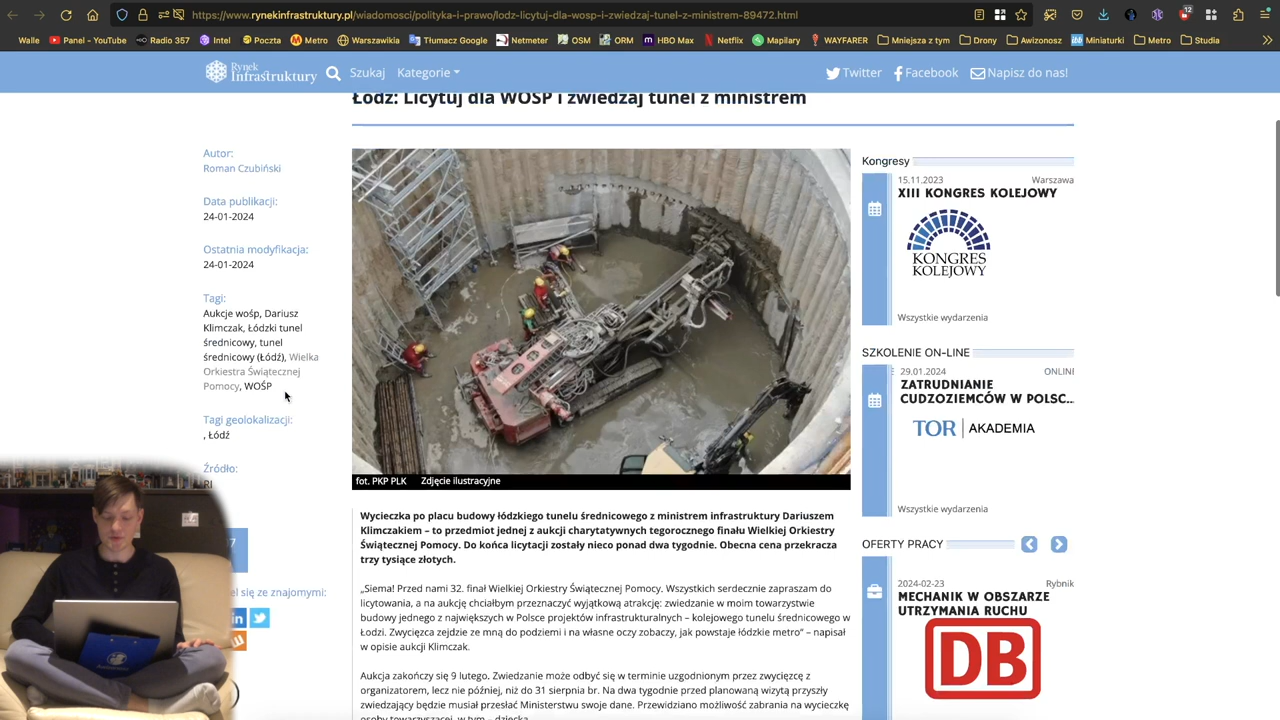 https://www.rynekinfrastruktury.pl/wiadomosci/polityka-i-prawo/lodz-licytuj-dla-wosp-i-zwiedzaj-tunel-z-ministrem-89472.html
12
Walle
Panel - YouTube
Radio 357
Intel
Poczta
Metro
Warszawikia
Tłumacz Google
Netmeter
OSM
ORM
HBO Max
Netflix
Mapilary
WAYFARER
Mniejsza z tym
Drony
Awizonosz
Miniaturki
Metro
Studia
Rynek
Infrastruktury
Szukaj
Kategorie
Twitter
Facebook
Napisz do nas!
Łódź: Licytuj dla WOŚP i zwiedzaj tunel z ministrem
Autor:
Roman Czubiński
Data publikacji:
24-01-2024
Ostatnia modyfikacja:
24-01-2024
Tagi:
Aukcje wośp, Dariusz
Klimczak, Łódzki tunel
średnicowy, tunel
średnicowy (Łódź), Wielka
Orkiestra Świątecznej
Pomocy, WOŚP
Tagi geolokalizacji:
, Łódź
Źródło:
RI
7
el się ze znajomymi:
fot. PKP PLK Zdjęcie ilustracyjne
Wycieczka po placu budowy łódzkiego tunelu średnicowego z ministrem infrastruktury Dariuszem
Klimczakiem – to przedmiot jednej z aukcji charytatywnych tegorocznego finału Wielkiej Orkiestry
Świątecznej Pomocy. Do końca licytacji zostały nieco ponad dwa tygodnie. Obecna cena przekracza
trzy tysiące złotych.
„Siema! Przed nami 32. finał Wielkiej Orkiestry Świątecznej Pomocy. Wszystkich serdecznie zapraszam do
licytowania, a na aukcję chciałbym przeznaczyć wyjątkową atrakcję: zwiedzanie w moim towarzystwie
budowy jednego z największych w Polsce projektów infrastrukturalnych – kolejowego tunelu średnicowego w
Łodzi. Zwycięzca zejdzie ze mną do podziemi i na własne oczy zobaczy, jak powstaje łódzkie metro” – napisał
w opisie aukcji Klimczak.
Aukcja zakończy się 9 lutego. Zwiedzanie może odbyć się w terminie uzgodnionym przez zwycięzcę z
organizatorem, lecz nie później, niż do 31 sierpnia br. Na dwa tygodnie przed planowaną wizytą przyszły
zwiedzający będzie musiał przesłać Ministerstwu swoje dane. Przewidziano możliwość zabrania na wycieczkę
osoby towarzyszącej, w tym – dziecka.
Kongresy
15.11.2023 Warszawa
XIII KONGRES KOLEJOWY
KONGRES
KOLEJOWY
Wszystkie wydarzenia
SZKOLENIE ON-LINE
29.01.2024 ONLINE
ZATRUDNIANIE
CUDZOZIEMCÓW W POLSC...
TOR | AKADEMIA
Wszystkie wydarzenia
OFERTY PRACY
2024-02-23 Rybnik
MECHANIK W OBSZARZE
UTRZYMANIA RUCHU
DB